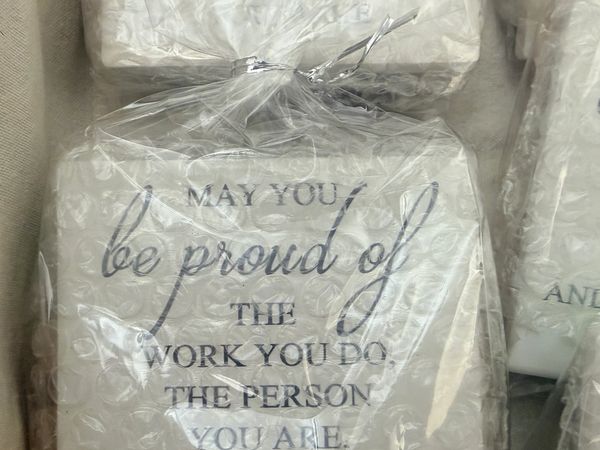 MAY YOU
be proud of
THE
WORK YOU DO,
THE PERSON
YOU ARE.
AND